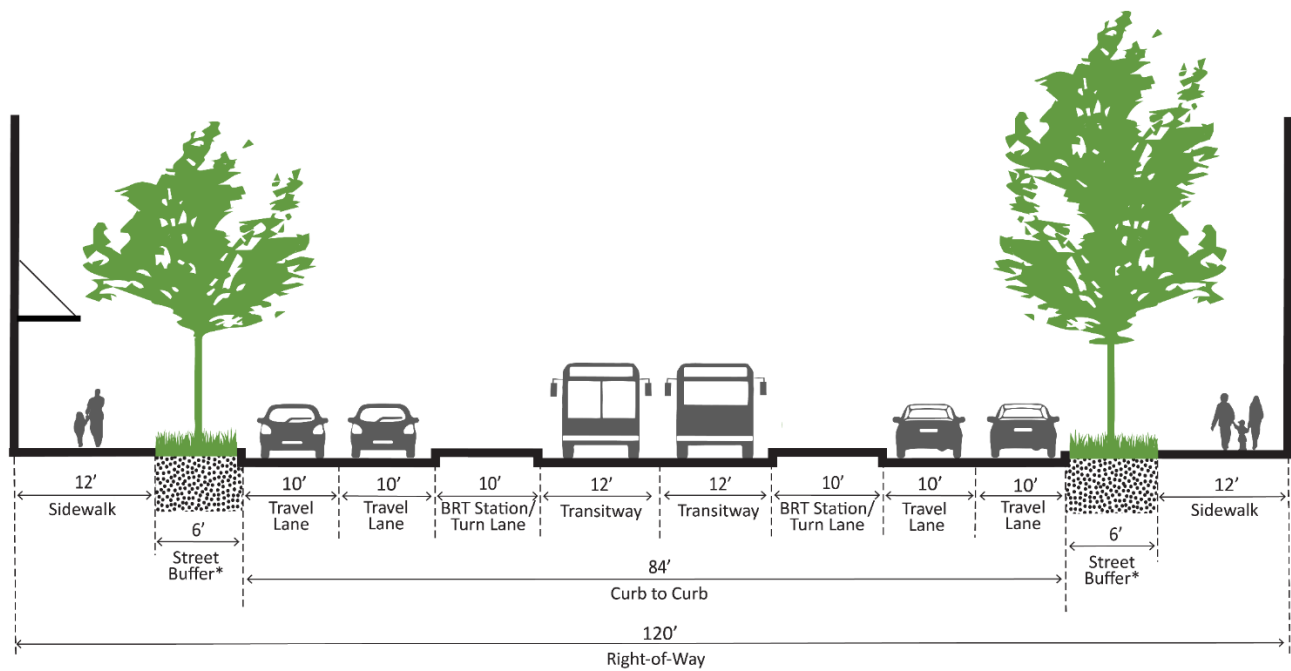 12’ 10’ 10’ 10’ 12’ 12’ 10’ 10’ 10’ 12’
Sidewalk Travel Travel BRT Station/ Transitway Transitway BRT Station/ Travel Travel Sidewalk
Lane Lane Turn Lane Turn Lane Lane Lane
6’ 6’
Street Street
Buffer* Buffer*
84’
Curb to Curb
120’
Right-of-Way